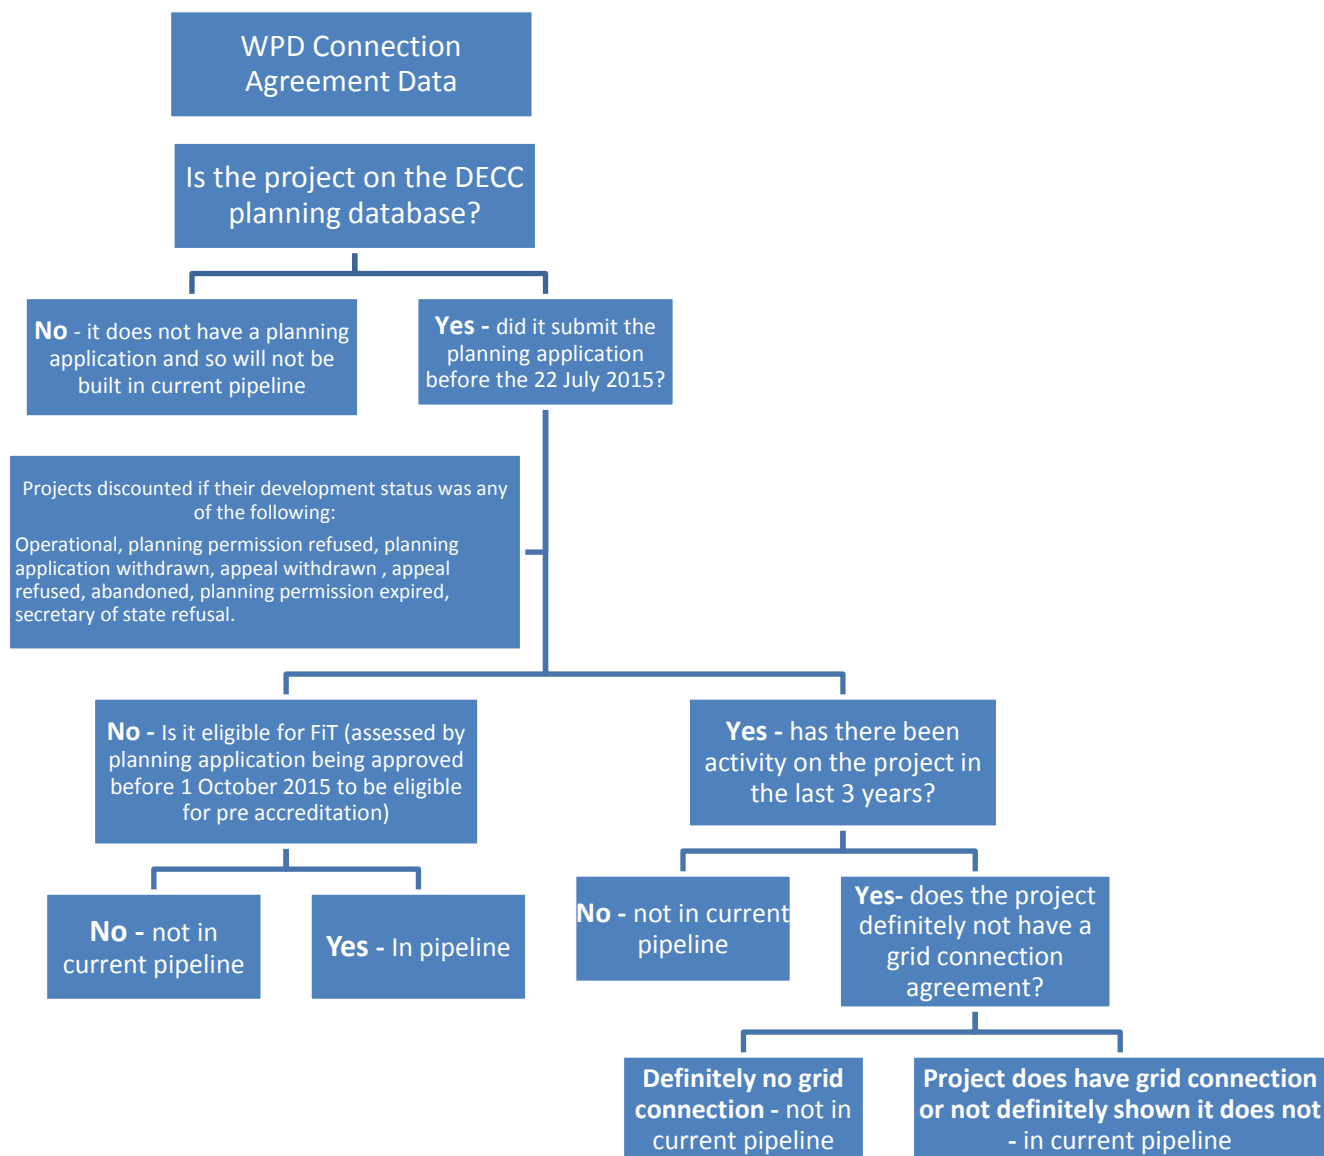 WPD Connection
Agreement Data
Is the project on the DECC
planning database?
No - it does not have a planning
application and so will not be
built in current pipeline
Yes - did it submit the
planning application
before the 22 July 2015?
Projects discounted if their development status was any
of the following:
Operational, planning permission refused, planning
application withdrawn, appeal withdrawn , appeal
refused, abandoned, planning permission expired,
secretary of state refusal.
No - Is it eligible for FiT (assessed by
planning application being approved
before 1 October 2015 to be eligible
for pre accreditation)
Yes - has there been
activity on the project in
the last 3 years?
No - not in
current pipeline
Yes - In pipeline
No - not in current
pipeline
Yes- does the project
definitely not have a
grid connection
agreement?
Definitely no grid
connection - not in
current pipeline
Project does have grid connection
or not definitely shown it does not
- in current pipeline